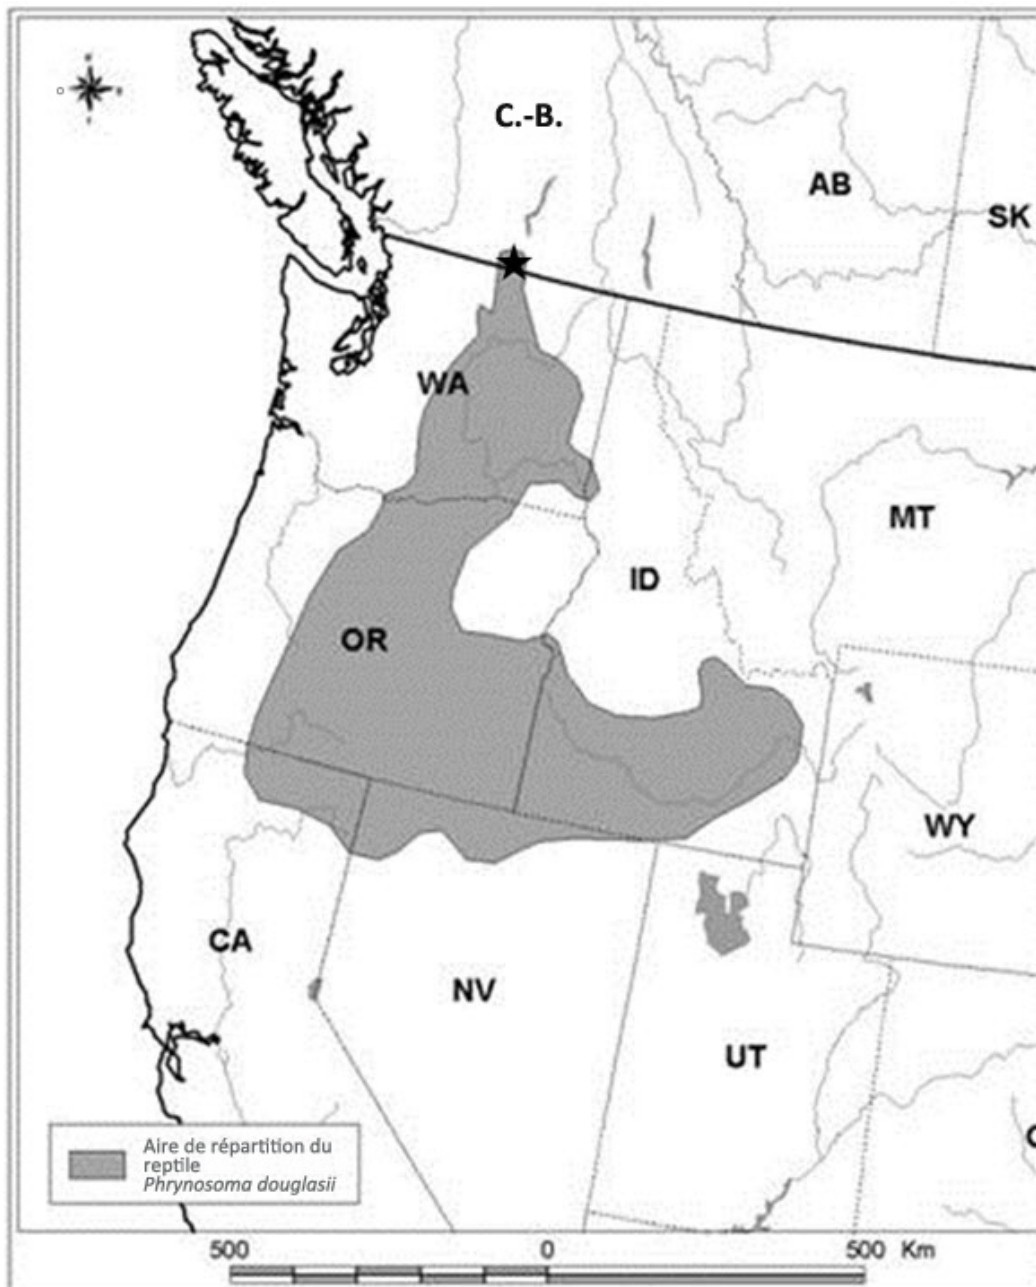 C.-B.
AB
SK
WA
MT
ID
OR
WY
CA
NV
UT
Aire de répartition du
reptile
Phrynosoma douglasii
500 0 500 Km